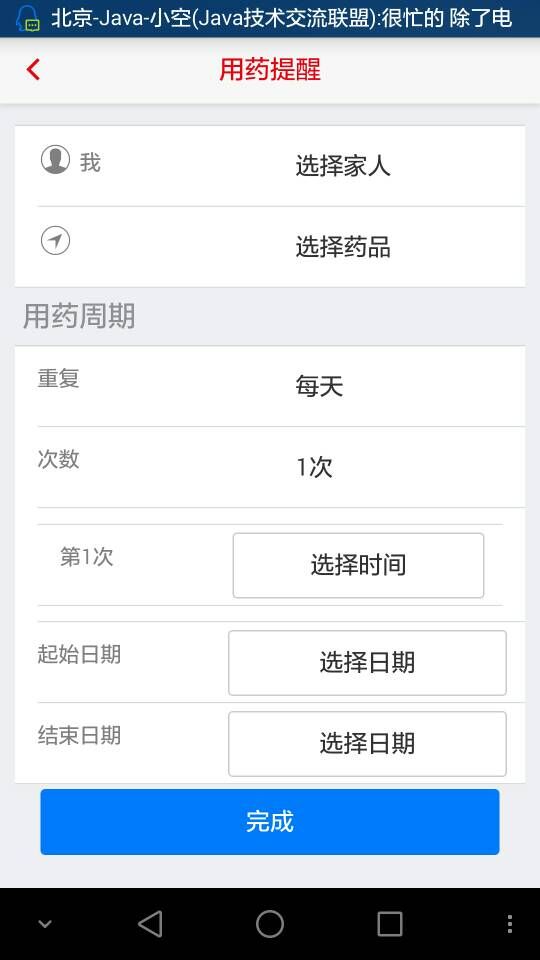 北京-Java-小空(Java技术交流联盟):很忙的 除了电
用药提醒
我 选择家人
选择药品
用药周期
重复 每天
次数 1次
第1次 选择时间
起始日期 选择日期
结束日期 选择日期
完成